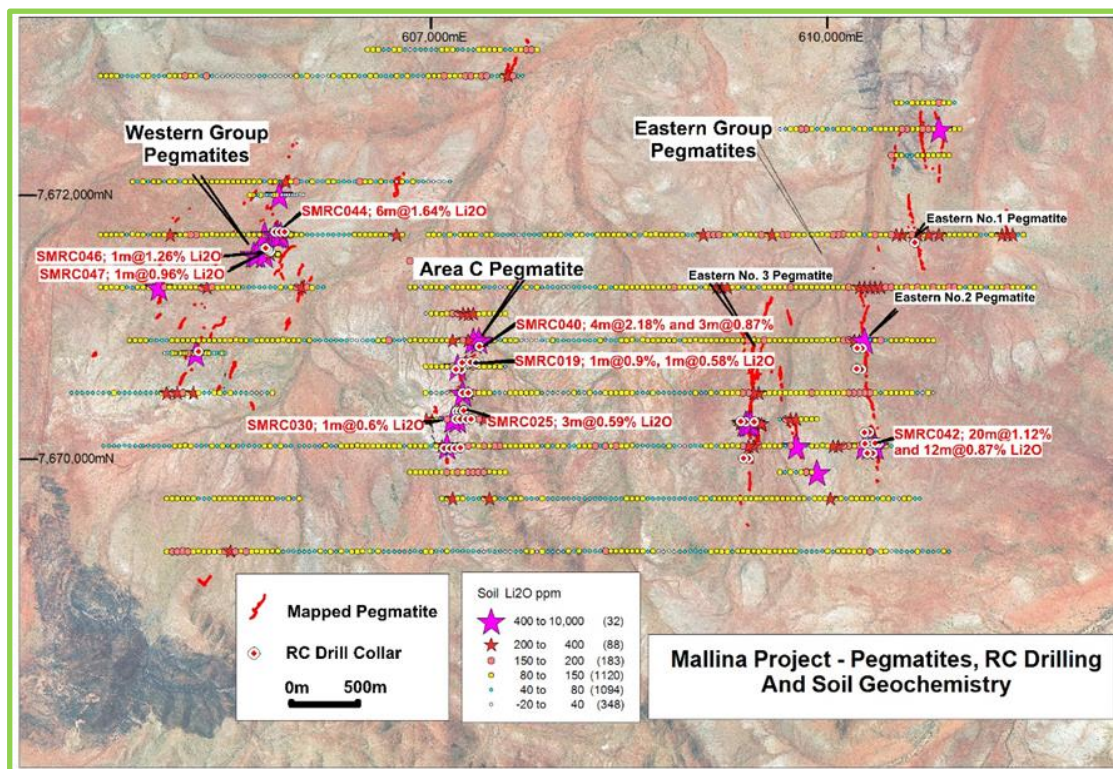 607,000mE
610,000mE
Western Group
Pegmatites
Eastern Group
Pegmatites
7,672,000mN
SMRC044; 6m@1.64% Li2O
Eastern No.1 Pegmatite
SMRC046; 1m@1.26% Li2O
SMRC047; 1m@0.96% Li2O
Area C Pegmatite
Eastern No. 3 Pegmatite
Eastern No.2 Pegmatite
SMRC040; 4m@2.18% and 3m@0.87%
SMRC019; 1m@0.9%, 1m@0.58% Li2O
SMRC030; 1m@0.6% Li2O
SMRC025; 3m@0.59% Li2O
SMRC042; 20m@1.12%
and 12m@0.87% Li2O
7,670,000mN
Mapped Pegmatite
RC Drill Collar
0m 500m
Soil Li2O ppm
400 to 10,000 (32)
200 to 400 (88)
150 to 200 (183)
80 to 150 (1120)
40 to 80 (1094)
-20 to 40 (348)
Mallina Project - Pegmatites, RC Drilling
And Soil Geochemistry